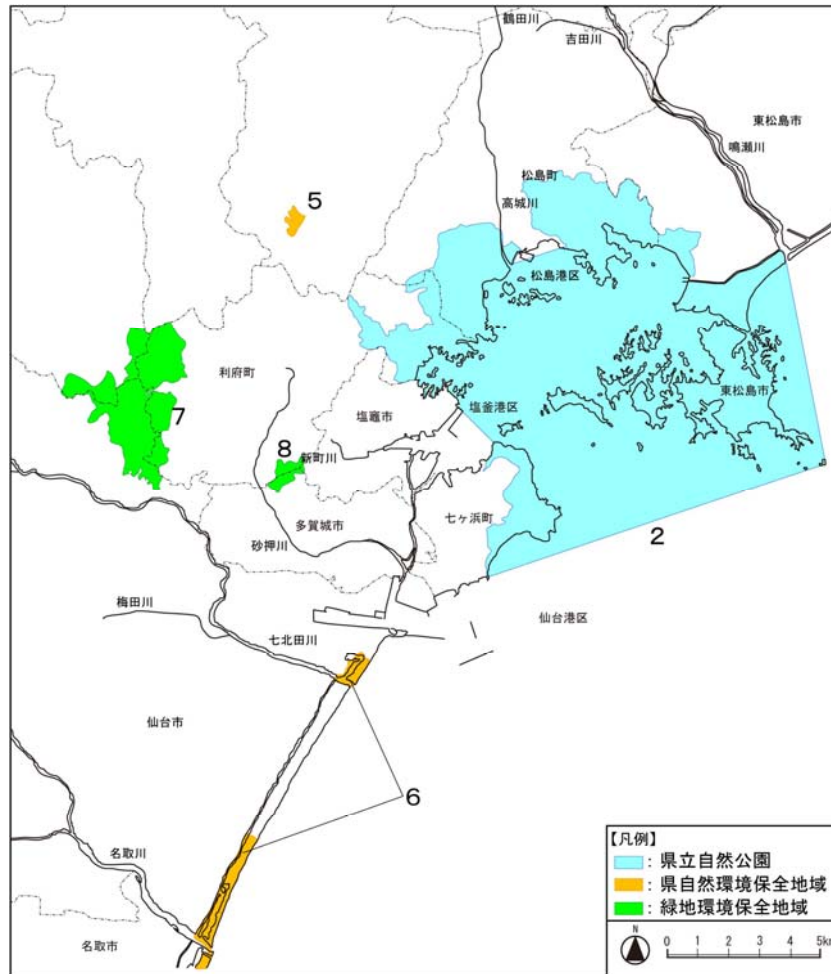 鶴田川
吉田川
東松島市
鳴瀬川
松島町
高城川
5
松島港区
利府町
東松島市
塩竈市
塩釜港区
7
8
新町川
七ヶ浜町
多賀城市
2
砂押川
梅田川
仙台港区
七北田川
仙台市
6
名取川
名取市
【凡例】
：県立自然公園
：県自然環境保全地域
：緑地環境保全地域
N
0 1 2 3 4 5km